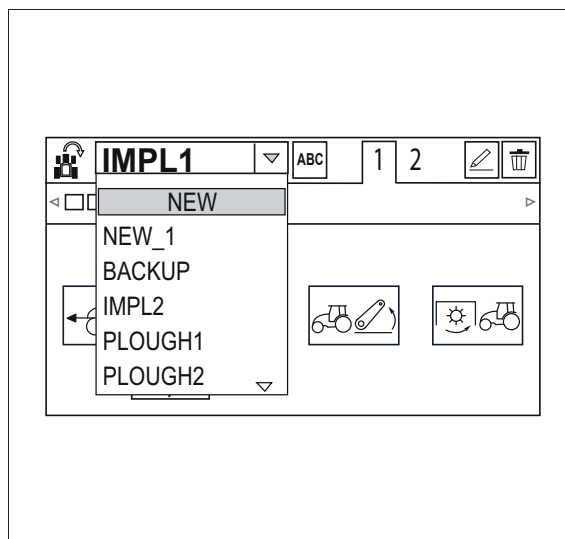 IMPL1 ABC 1 2
NEW
NEW_1
BACKUP
IMPL2
PLOUGH1
PLOUGH2